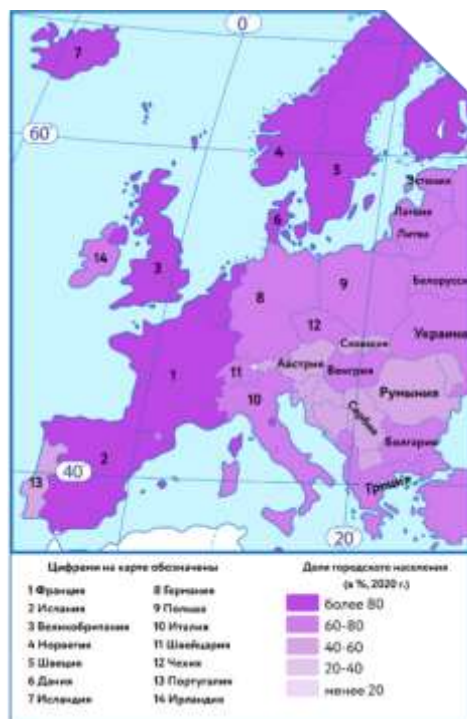 0
7
60
4
5
Эстония
Латвия
Литва
6
14
3
Белорусси
8
9
12
Украина
Словакия
1
11
Австрия
Венгрия
Румыния
10
Сербия
2
Болгария
40
13
Греция
20
Цифрами на карте обозначены
1 Франция
2 Испания
3 Великобритания
4 Норвегия
5 Швеция
6 Дания
7 Исландия
8 Германия
9 Польша
10 Италия
11 Швейцария
12 Чехия
13 Португалия
14 Ирландия
Доля городского населения
(в %, 2020 г.)
более 80
60-80
40-60
20-40
менее 20